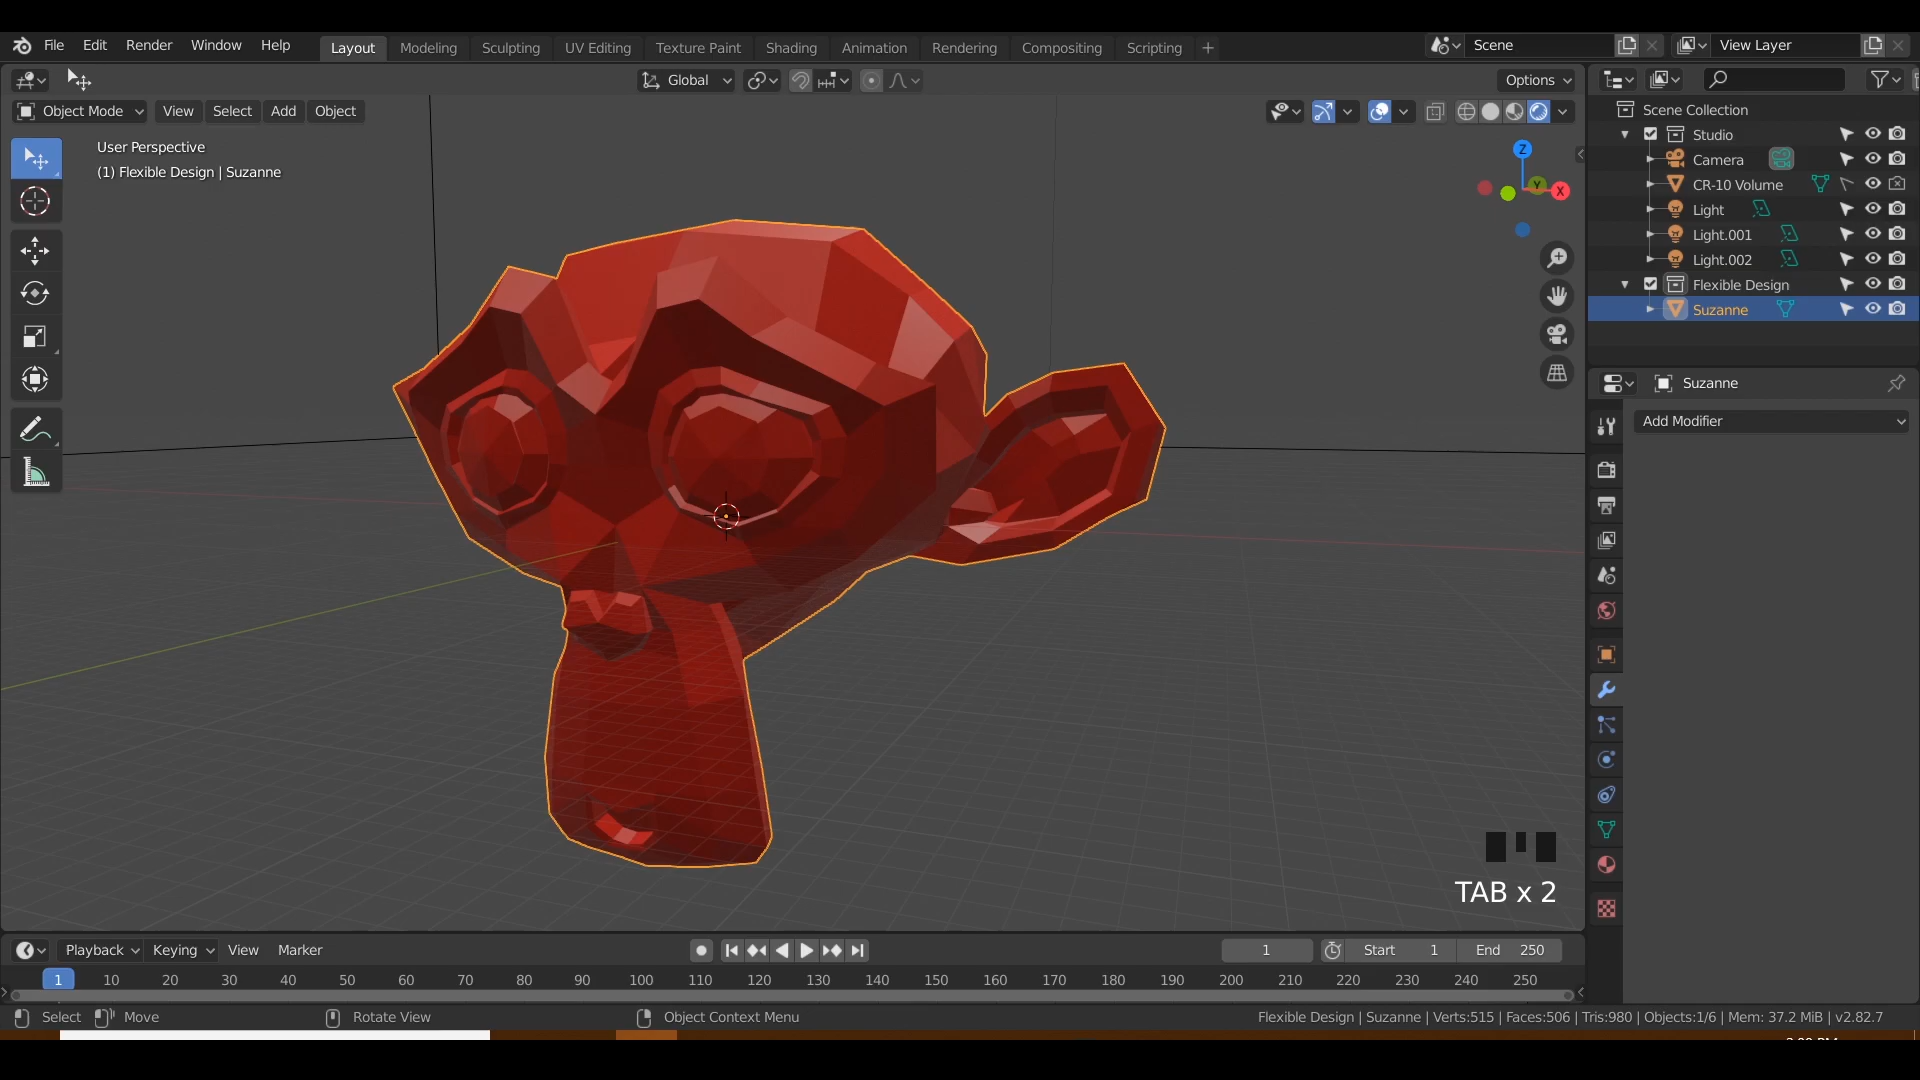 File Edit Render Window Help Layout Modeling Sculpting UV Editing Texture Paint Shading Animation Rendering Compositing Scripting + Scene View Layer
Global Options
Object Mode View Select Add Object
User Perspective
(1) Flexible Design | Suzanne
Z
Y
X
Scene Collection
Studio
Camera
CR-10 Volume
Light
Light.001
Light.002
Flexible Design
Suzanne
Suzanne
Add Modifier
TAB x 2
Playback Keying View Marker 1 Start 1 End 250
1 10 20 30 40 50 60 70 80 90 100 110 120 130 140 150 160 170 180 190 200 210 220 230 240 250
Select Move Rotate View Object Context Menu Flexible Design | Suzanne | Verts:515 | Faces:506 | Tris:980 | Objects:1/6 | Mem: 37.2 MiB | v2.82.7